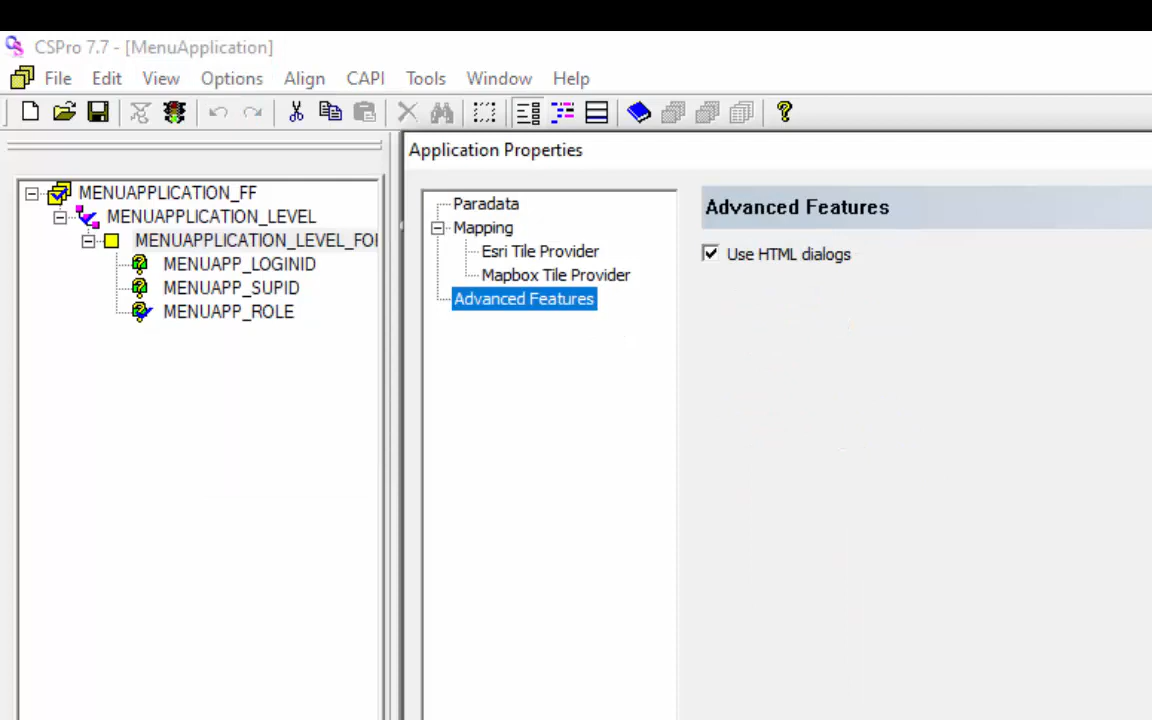 CSPro 7.7 - [MenuApplication]
File Edit View Options Align CAPI Tools Window Help
Application Properties
MENUAPPLICATION_FF
MENUAPPLICATION_LEVEL
MENUAPPLICATION_LEVEL_FO
MENUAPP_LOGINID
MENUAPP_SUPID
MENUAPP_ROLE
Paradata
Mapping
Esri Tile Provider
Mapbox Tile Provider
Advanced Features
Advanced Features
Use HTML dialogs